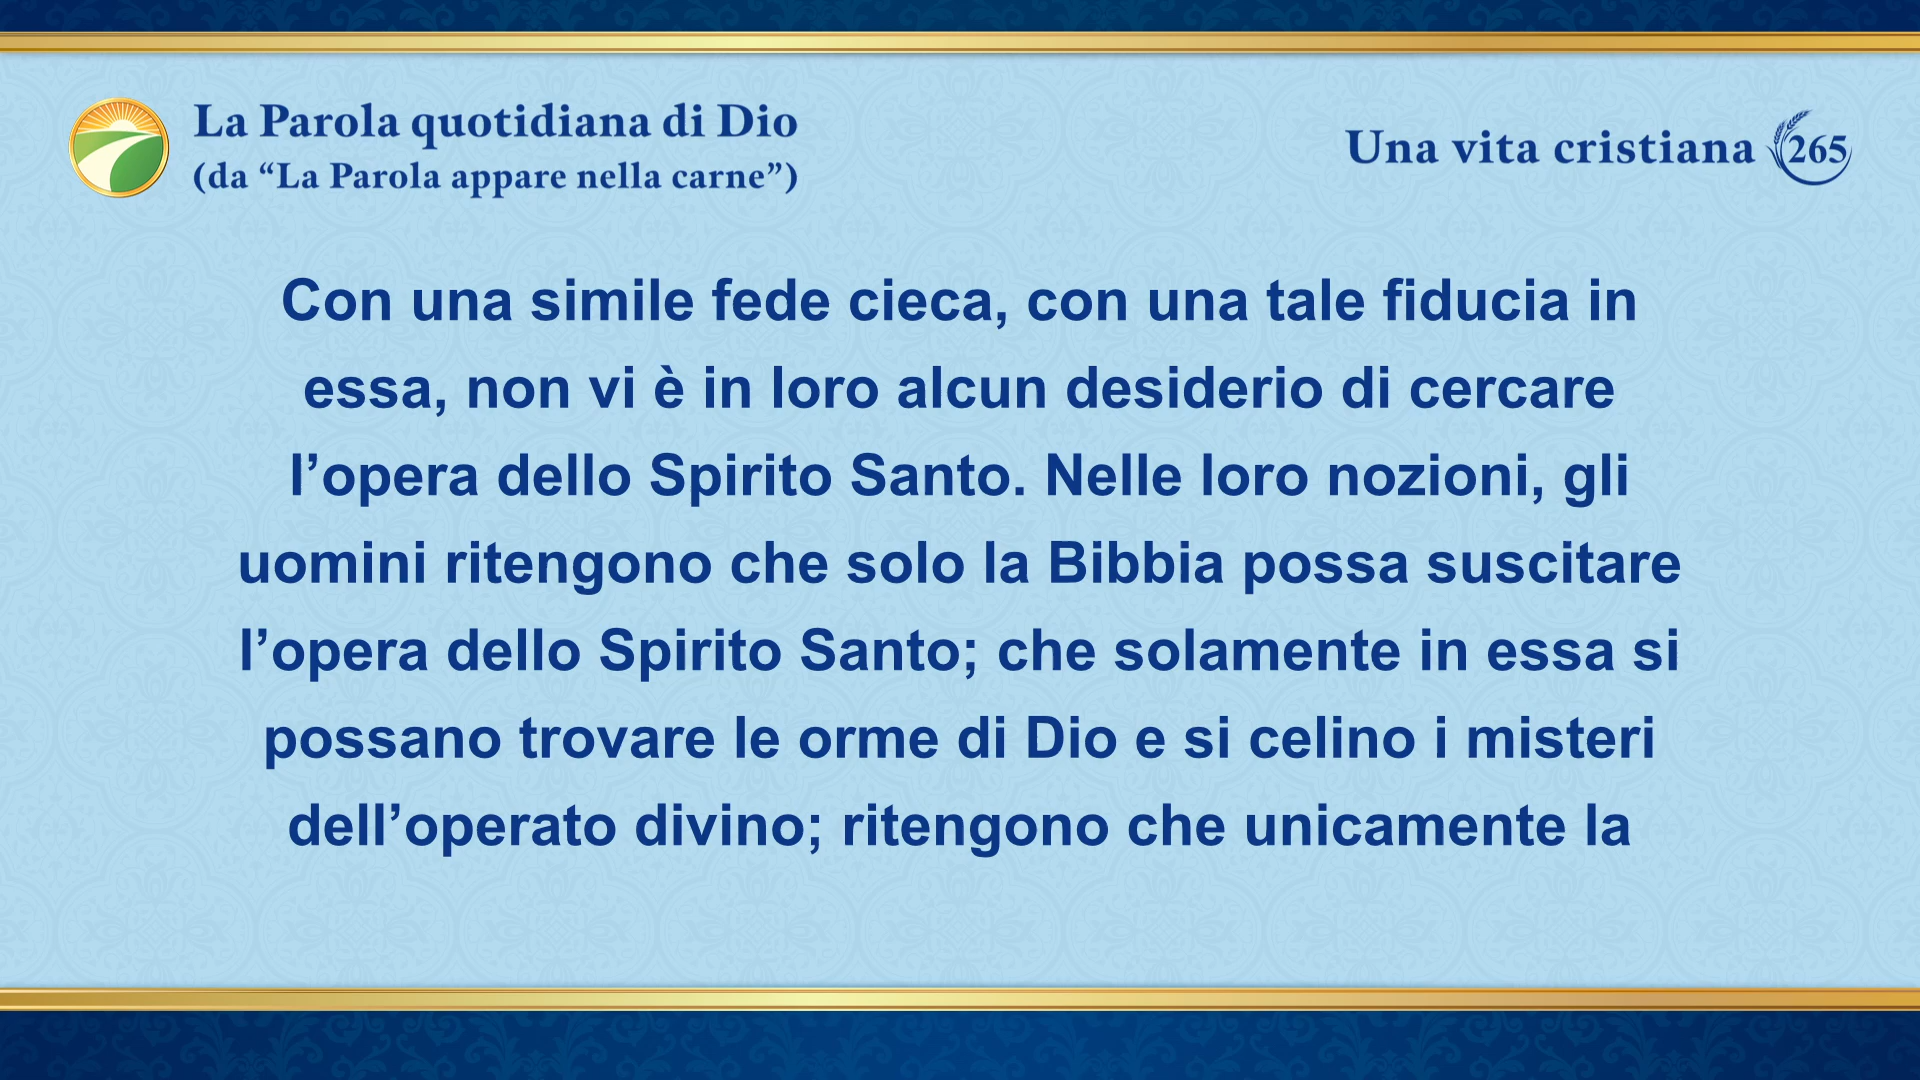 La Parola quotidiana di Dio
(da “La Parola appare nella carne”)
Una vita cristiana 265
Con una simile fede cieca, con una tale fiducia in
essa, non vi è in loro alcun desiderio di cercare
l’opera dello Spirito Santo. Nelle loro nozioni, gli
uomini ritengono che solo la Bibbia possa suscitare
l’opera dello Spirito Santo; che solamente in essa si
possano trovare le orme di Dio e si celino i misteri
dell’operato divino; ritengono che unicamente la